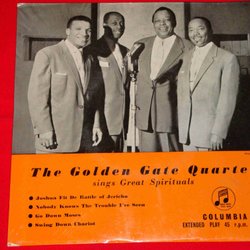 The Golden Gate Quarte
sings Great Spirituals
Joshua Fit De Battle of Jericho
Nobody Knows The Trouble I've Seen
Go Down Moses
Swing Down Chariot
COLUMBIA
EXTENDED PLAY 45 r.p.m.